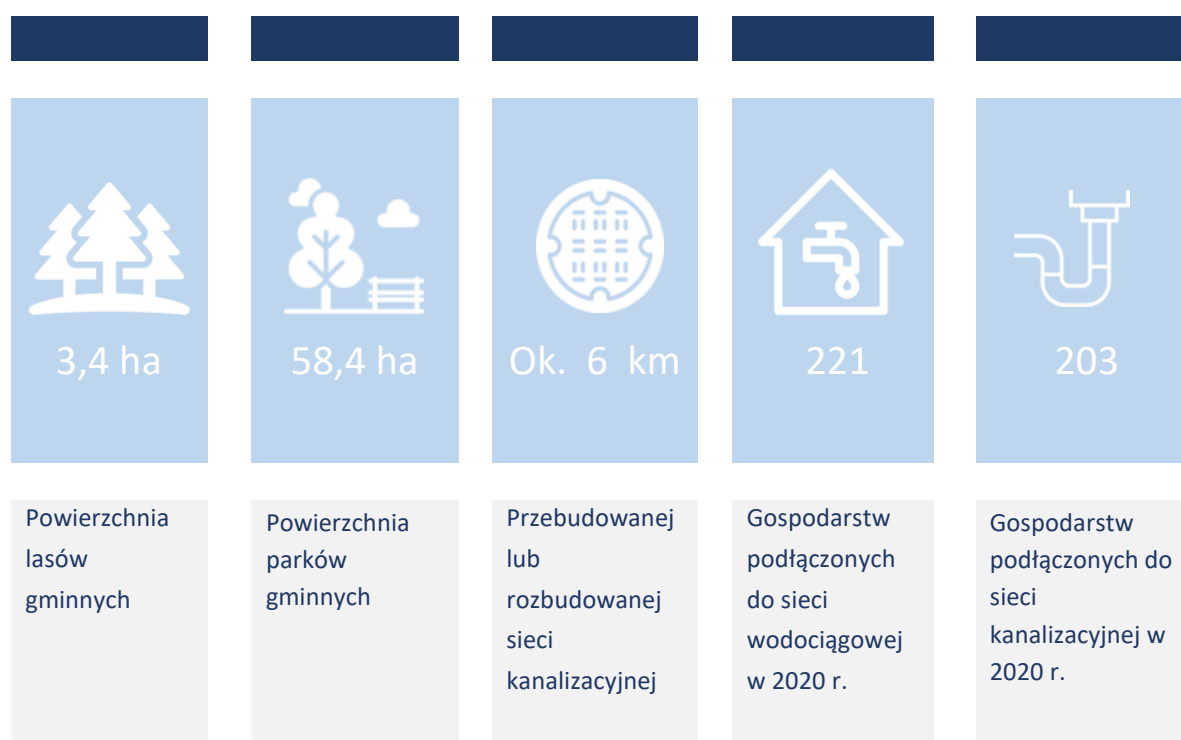 3,4 ha
58,4 ha
Ok. 6 km
221
203
Powierzchnia
lasów
gminnych
Powierzchnia
parków
gminnych
Przebudowanej
lub
rozbudowanej
sieci
kanalizacyjnej
Gospodarstw
podłączonych
do sieci
wodociągowej
w 2020 r.
Gospodarstw
podłączonych do
sieci
kanalizacyjnej w
2020 r.